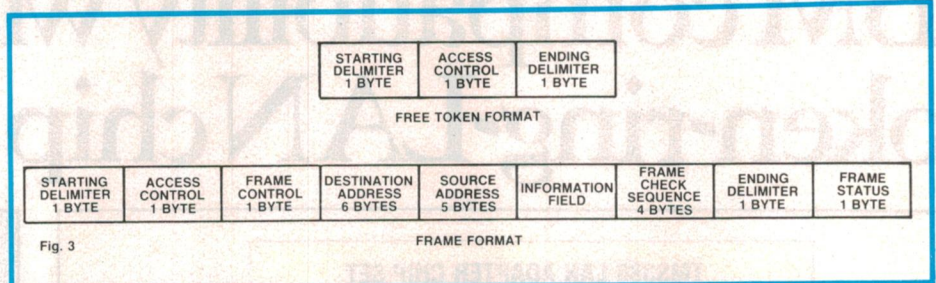 STARTING
DELIMITER
1 BYTE
ACCESS
CONTROL
1 BYTE
ENDING
DELIMITER
1 BYTE
FREE TOKEN FORMAT
STARTING
DELIMITER
1 BYTE
ACCESS
CONTROL
1 BYTE
FRAME
CONTROL
1 BYTE
DESTINATION
ADDRESS
6 BYTES
SOURCE
ADDRESS
5 BYTES
INFORMATION
FIELD
FRAME
CHECK
SEQUENCE
4 BYTES
ENDING
DELIMITER
1 BYTE
FRAME
STATUS
1 BYTE
Fig. 3
FRAME FORMAT